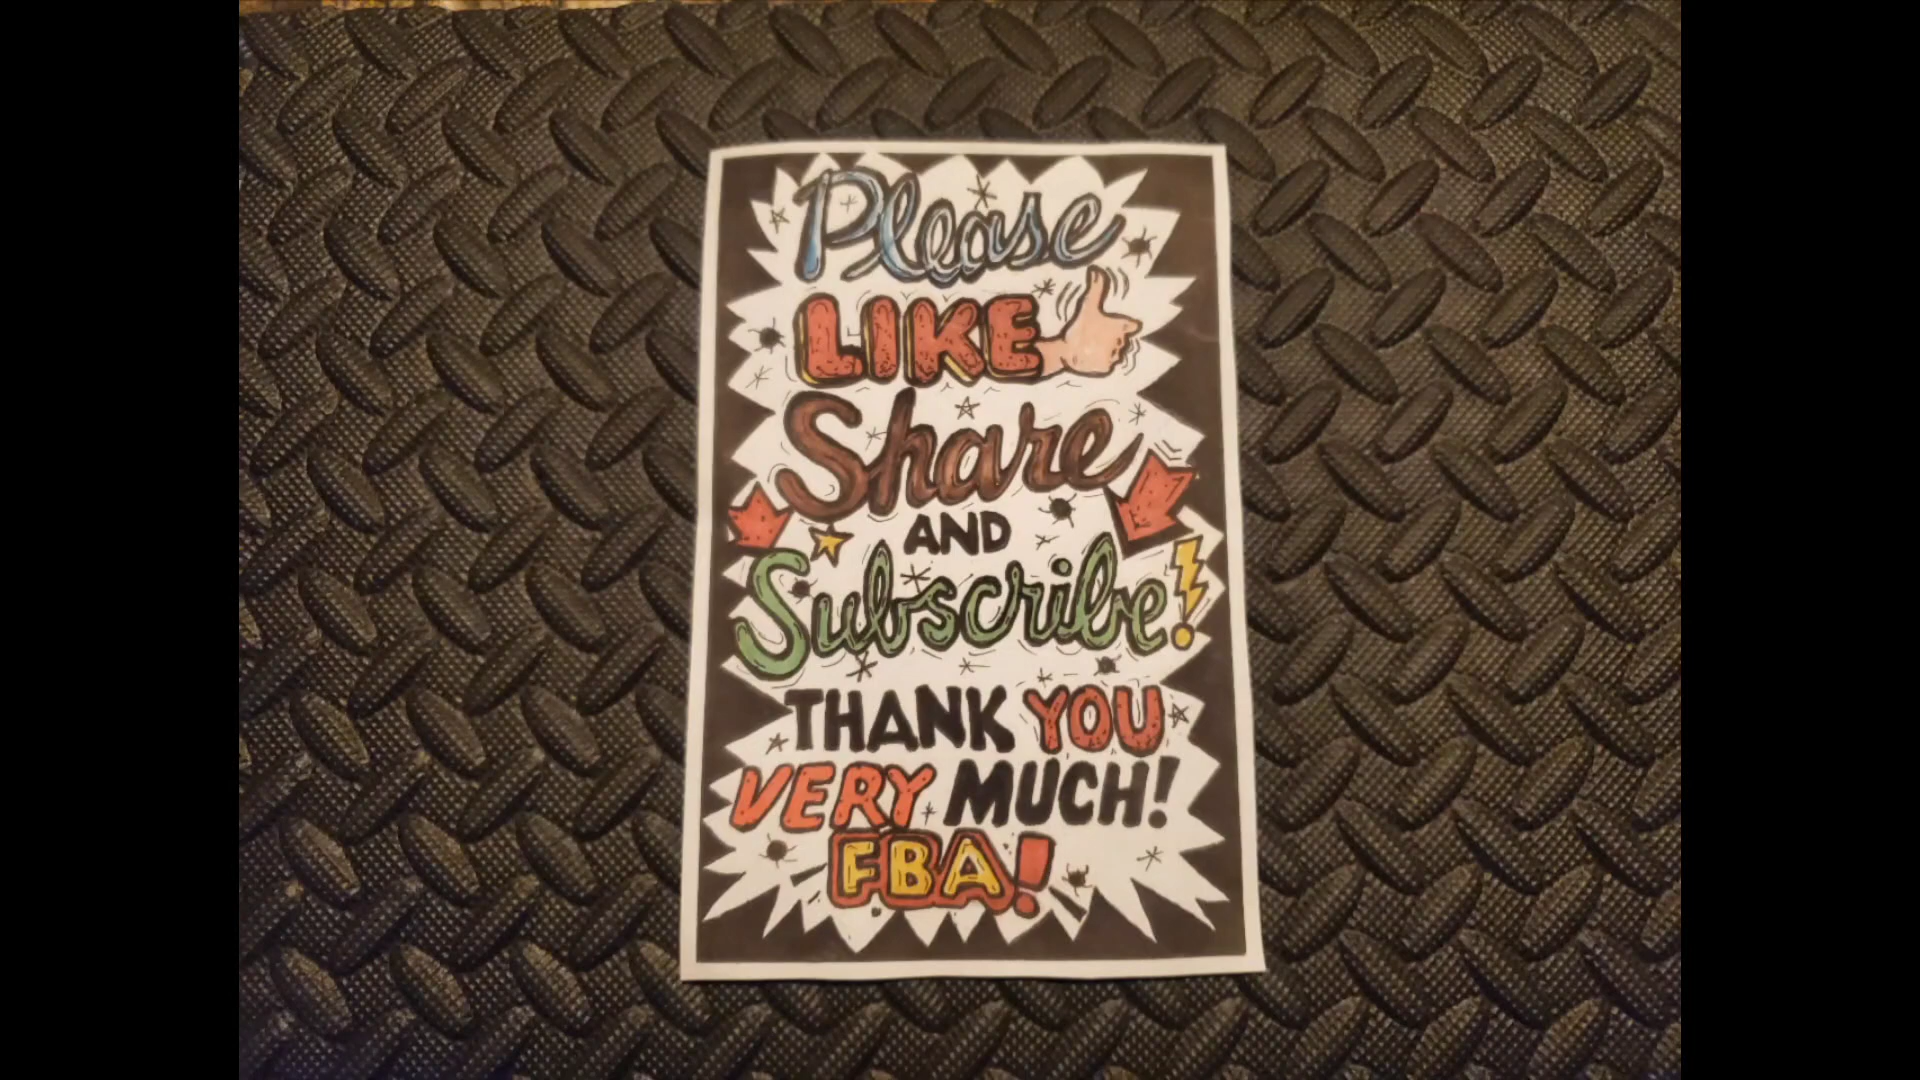 Please
LIKE
Share
AND
Subscribe!
THANK YOU
VERY MUCH!
FBA!